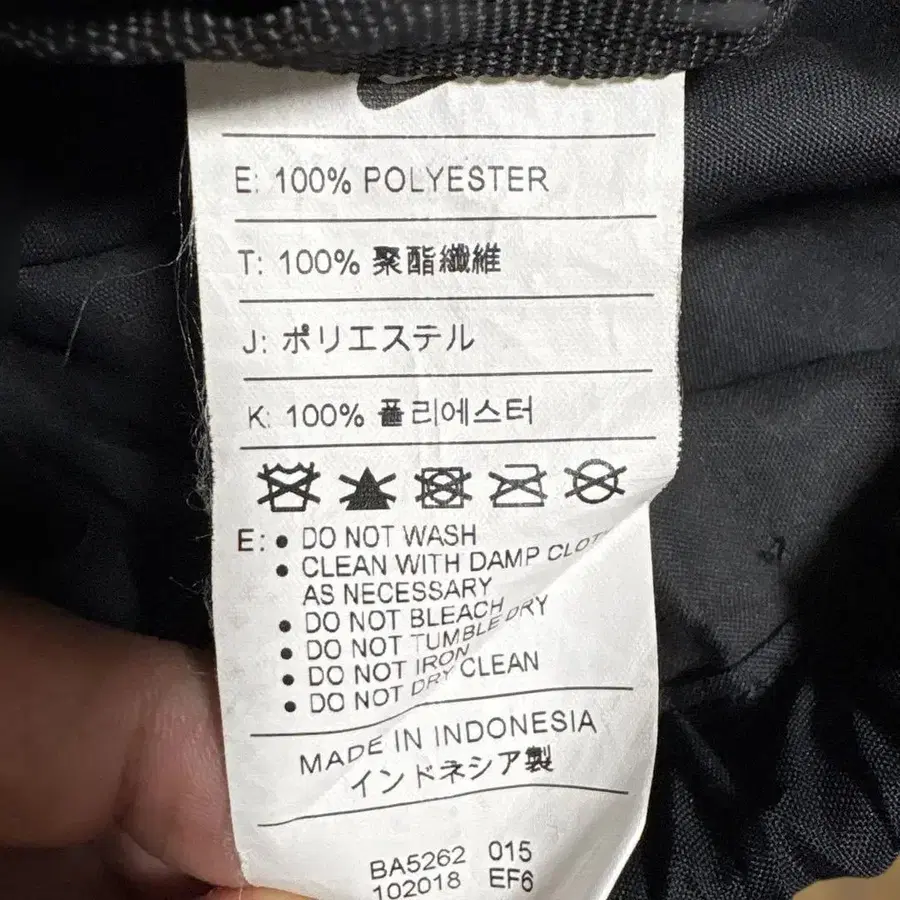 E: 100% POLYESTER
T: 100% 聚酯纖維
J: ポリエステル
K: 100% 폴리에스터
E: • DO NOT WASH
• CLEAN WITH DAMP CLOTH
AS NECESSARY
• DO NOT BLEACH
• DO NOT TUMBLE DRY
• DO NOT IRON
• DO NOT DRY CLEAN
MADE IN INDONESIA
インドネシア製
BA5262 015
102018 EF6